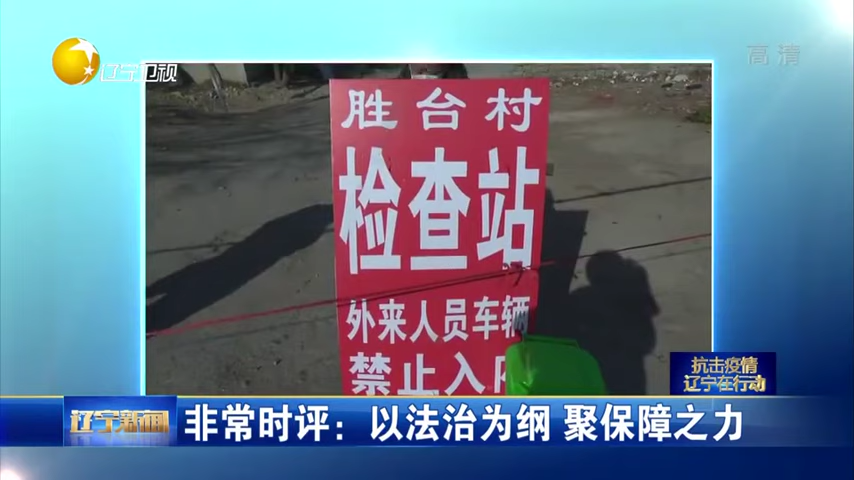 辽宁卫视
高清
胜台村
检查站
外来人员车辆
禁止入内
抗击疫情
辽宁在行动
辽宁新闻
非常时评：以法治为纲 聚保障之力